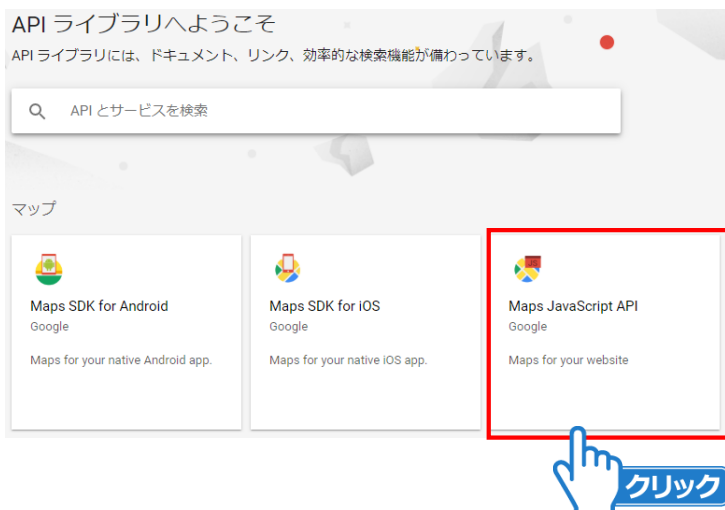 API ライブラリへようこそ
API ライブラリには、ドキュメント、リンク、効率的な検索機能が備わっています。
API とサービスを検索
マップ
Maps SDK for Android
Google
Maps for your native Android app.
Maps SDK for iOS
Google
Maps for your native iOS app.
Maps JavaScript API
Google
Maps for your website
クリック